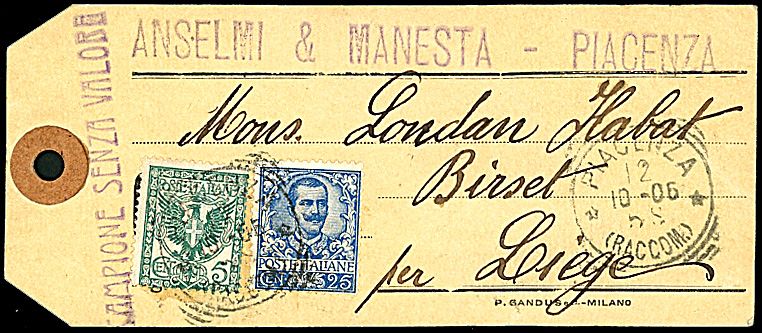 ANSELMI & MANESTA - PIACENZA
CAMPIONE SENZA VALORE
Mons. Londan Habat
Birset
per Liege
POSTE ITALIANE
5
POSTE ITALIANE
25
PIACENZA
12
10-06
(RACCOM)
P. GANDUS MILANO